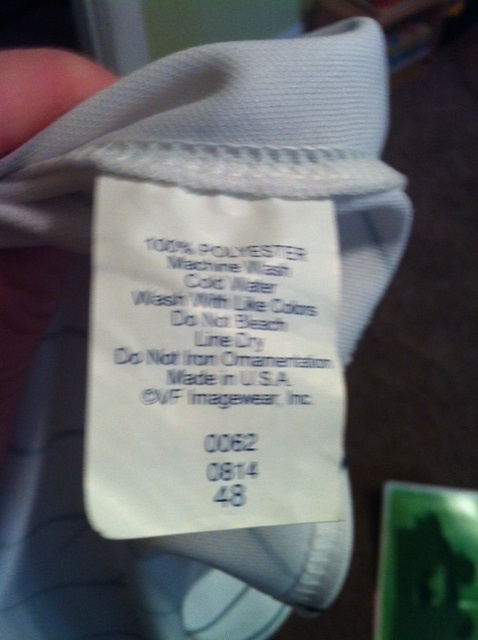 100% POLYESTER
Machine Wash
Cold Water
Wash With Like Colors
Do Not Bleach
Line Dry
Do Not Iron Ornamentation
Made in U.S.A.
©VF Imagewear, Inc.
0062
0814
48